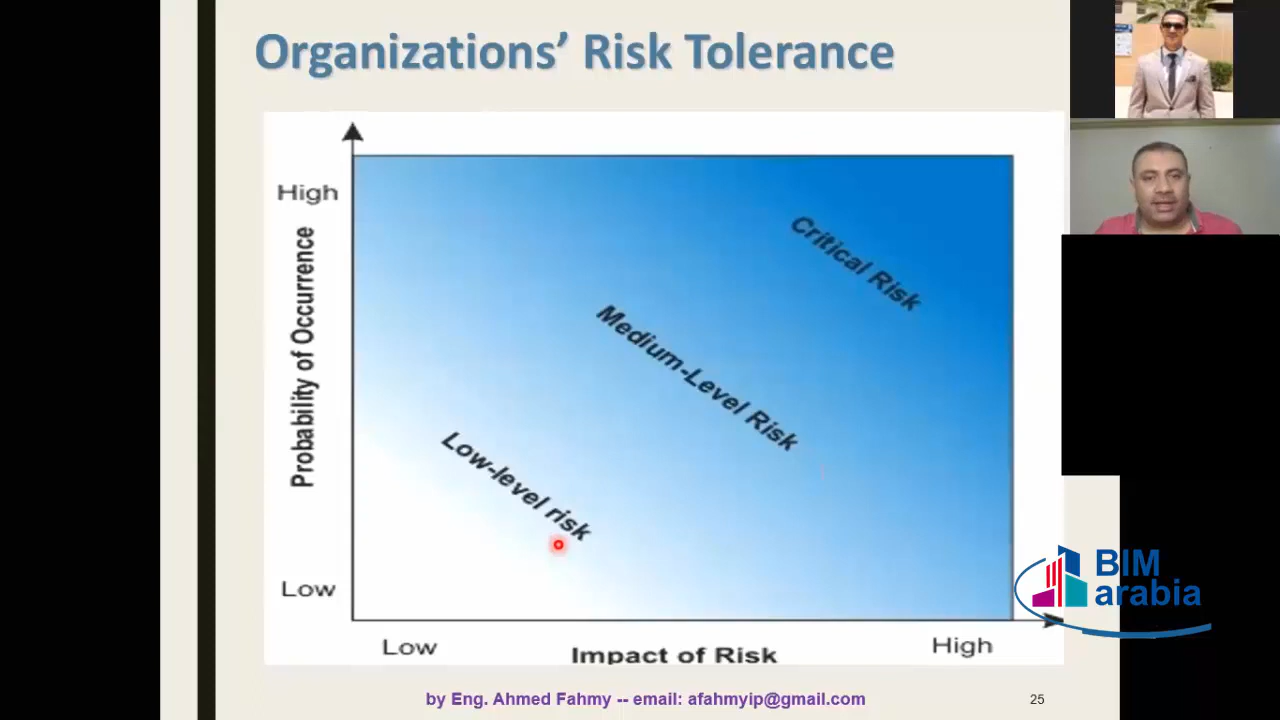 Organizations’ Risk Tolerance
High
Probability of Occurrence
Low
Critical Risk
Medium-Level Risk
Low-level risk
Low
Impact of Risk
High
BIM
arabia
by Eng. Ahmed Fahmy -- email: afahmyip@gmail.com
25